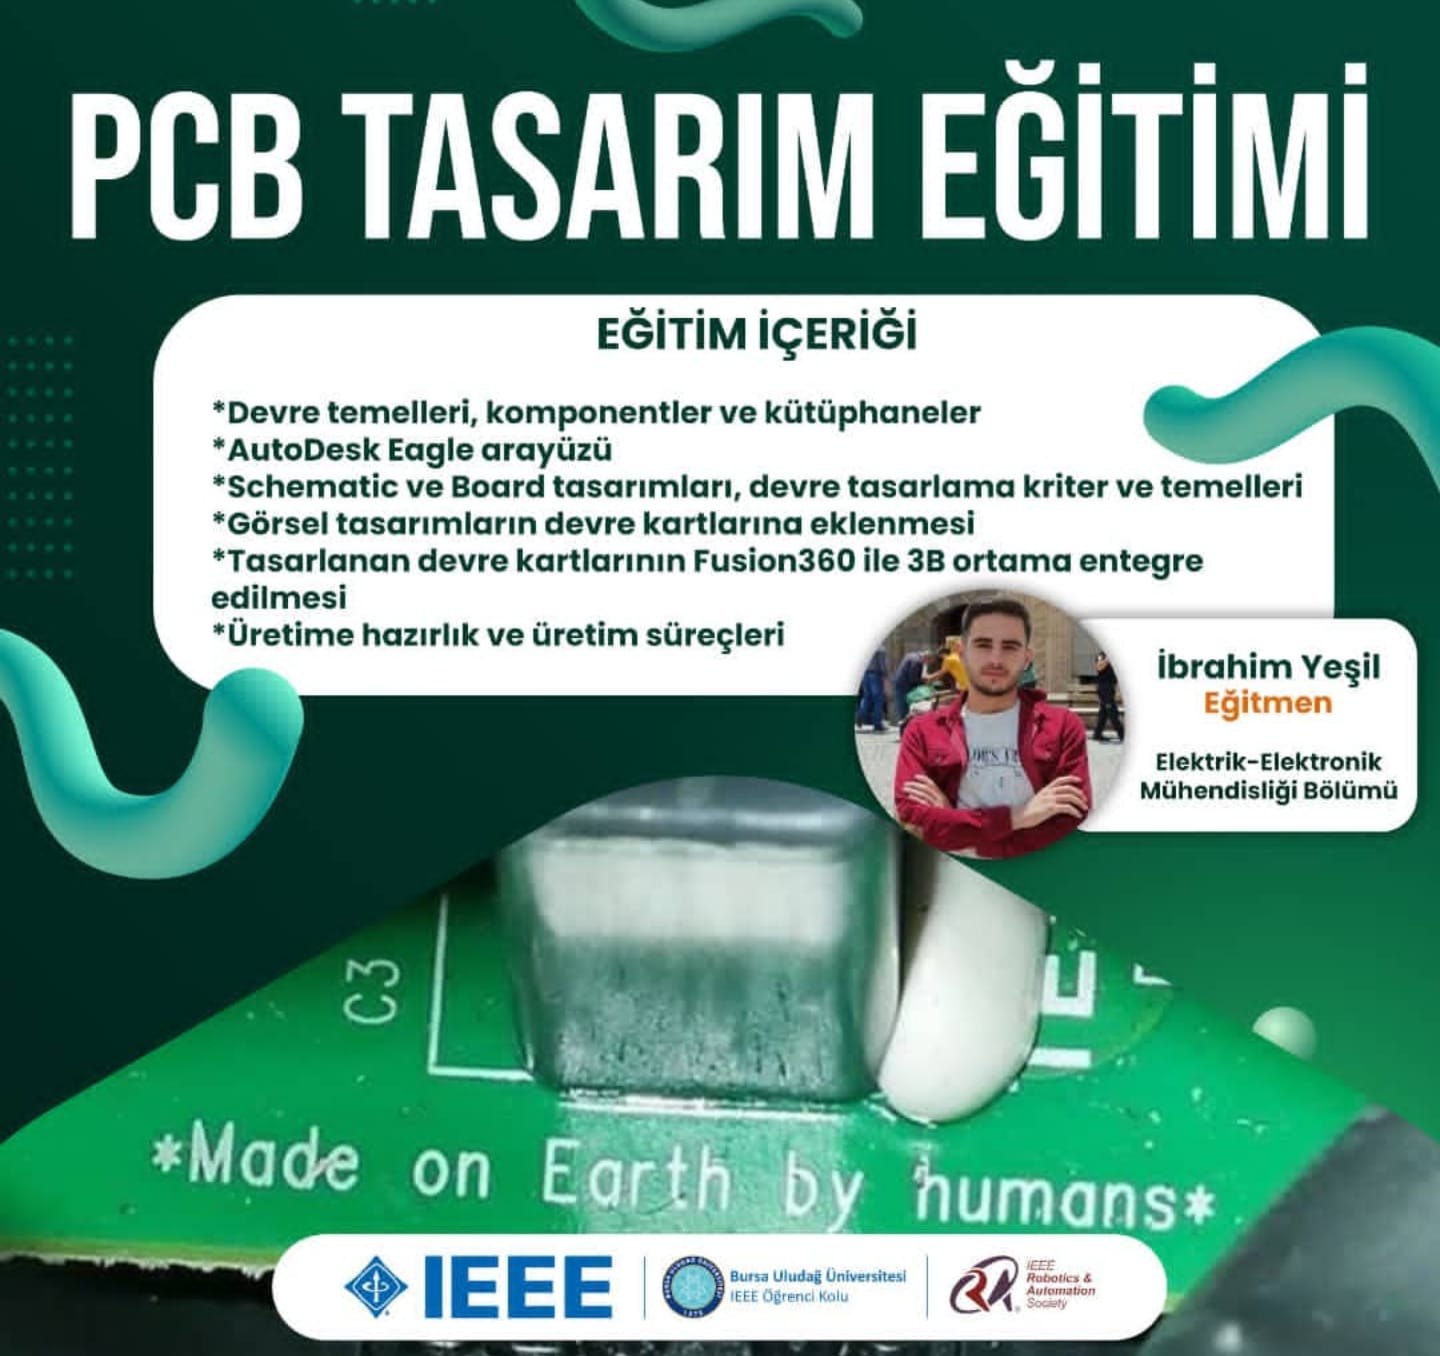 PCB TASARIM EĞİTİMİ
EĞİTİM İÇERİĞİ
*Devre temelleri, komponentler ve kütüphaneler
*AutoDesk Eagle arayüzü
*Schematic ve Board tasarımları, devre tasarlama kriter ve temelleri
*Görsel tasarımların devre kartlarına eklenmesi
*Tasarlanan devre kartlarının Fusion360 ile 3B ortama entegre
edilmesi
*Üretime hazırlık ve üretim süreçleri
İbrahim Yeşil
Eğitmen
Elektrik-Elektronik
Mühendisliği Bölümü
C3
*Made on Earth by humans*
IEEE
Bursa Uludağ Üniversitesi
IEEE Öğrenci Kolu
IEEE
Robotics &
Automation
Society